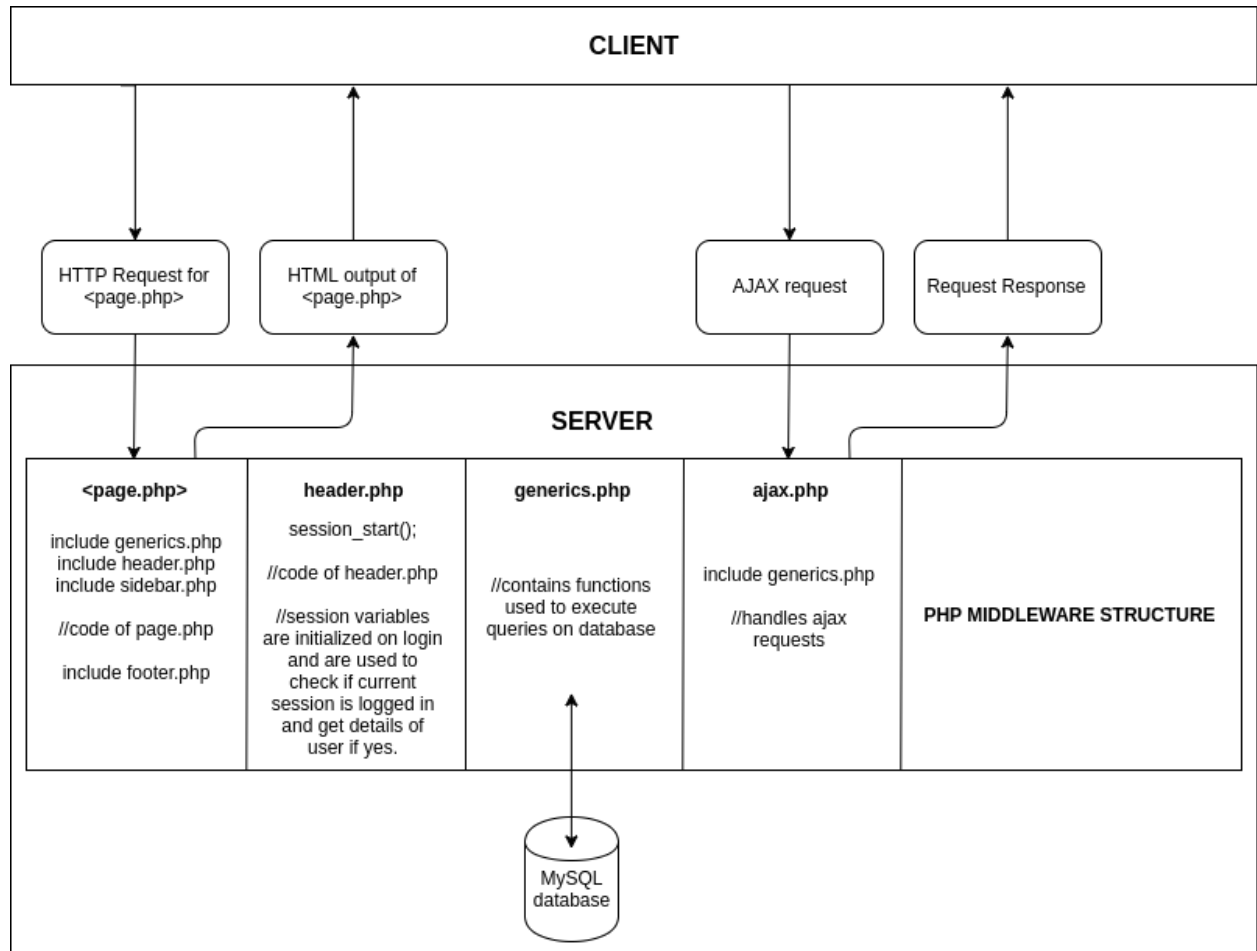 CLIENT
HTTP Request for
<page.php>
HTML output of
<page.php>
AJAX request
Request Response
SERVER
<page.php>
include generics.php
include header.php
include sidebar.php
//code of page.php
include footer.php
header.php
session_start();
//code of header.php
//session variables
are initialized on login
and are used to
check if current
session is logged in
and get details of
user if yes.
generics.php
//contains functions
used to execute
queries on database
ajax.php
include generics.php
//handles ajax
requests
PHP MIDDLEWARE STRUCTURE
MySQL
database